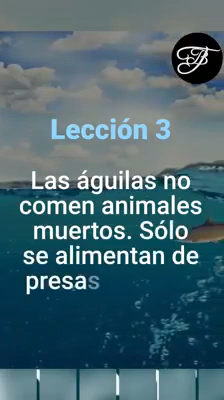 Lección 3
Las águilas no
comen animales
muertos. Sólo
se alimentan de
presas